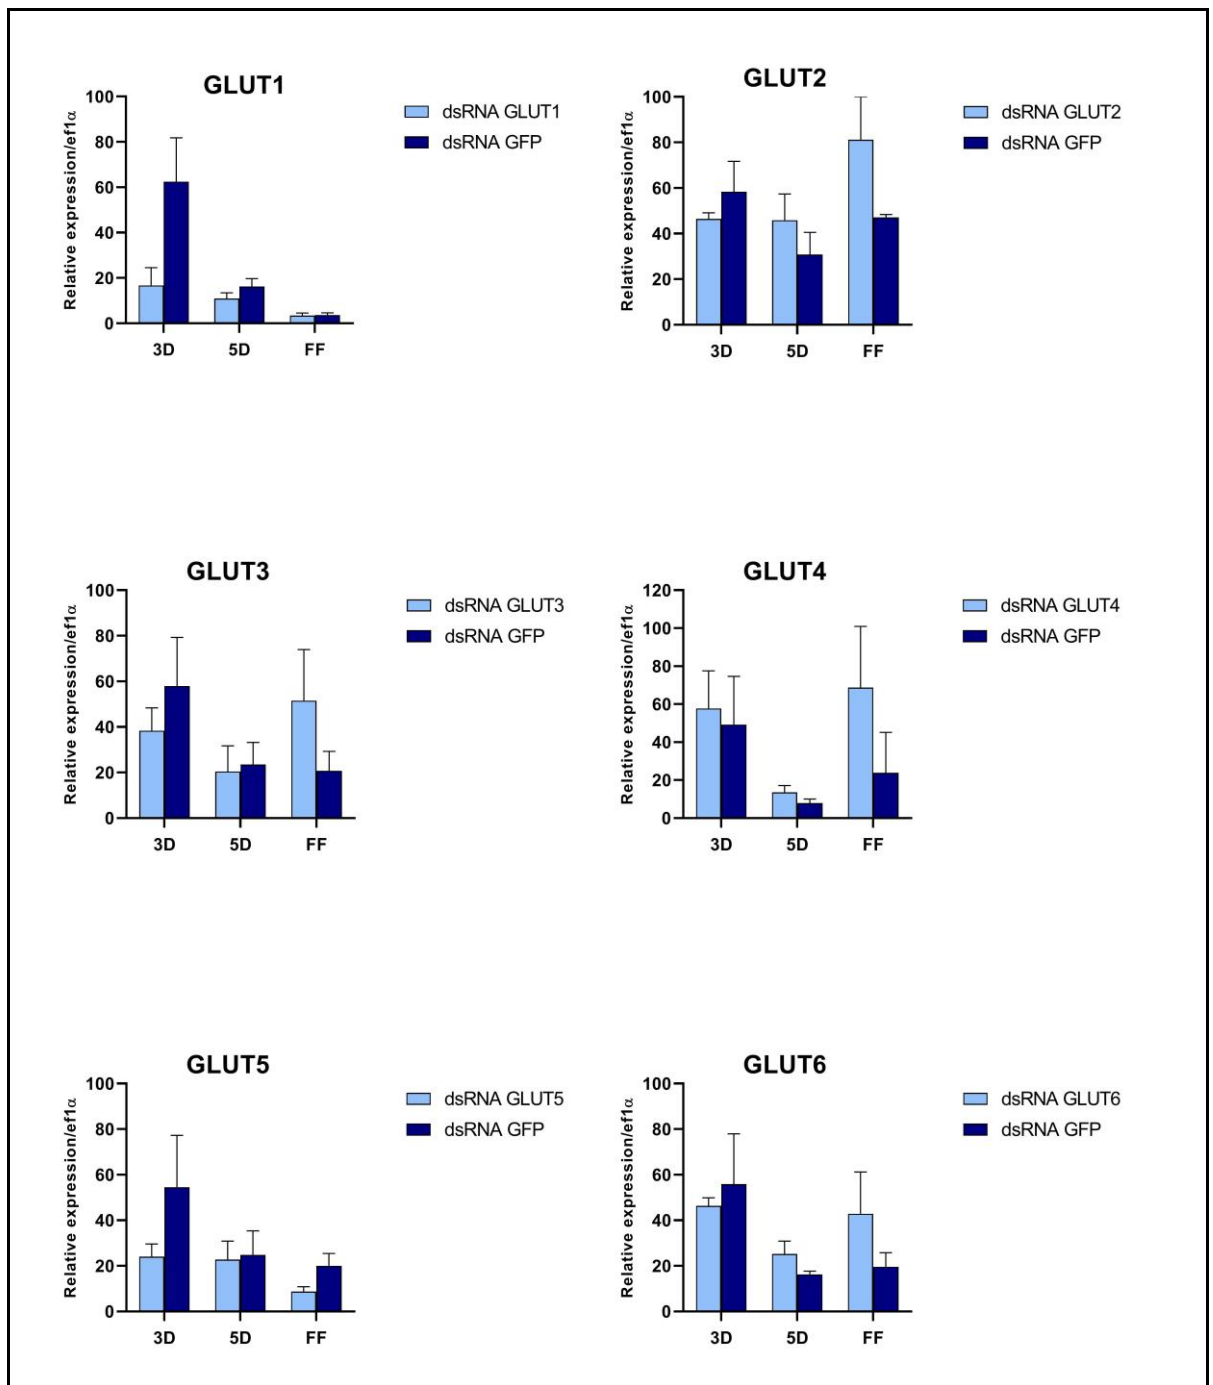 GLUT1
Relative expression/ef1α
100
80
60
40
20
0
3D 5D FF
dsRNA GLUT1
dsRNA GFP
GLUT2
Relative expression/ef1α
100
80
60
40
20
0
3D 5D FF
dsRNA GLUT2
dsRNA GFP
GLUT3
Relative expression/ef1α
100
80
60
40
20
0
3D 5D FF
dsRNA GLUT3
dsRNA GFP
GLUT4
Relative expression/ef1α
120
100
80
60
40
20
0
3D 5D FF
dsRNA GLUT4
dsRNA GFP
GLUT5
Relative expression/ef1α
100
80
60
40
20
0
3D 5D FF
dsRNA GLUT5
dsRNA GFP
GLUT6
Relative expression/ef1α
100
80
60
40
20
0
3D 5D FF
dsRNA GLUT6
dsRNA GFP